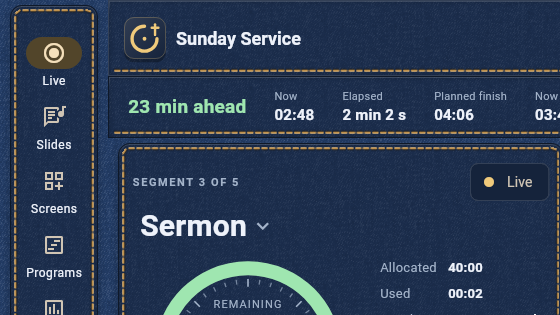 Sunday Service
Live
Slides
Screens
Programs
23 min ahead
Now
02:48
Elapsed
2 min 2 s
Planned finish
04:06
Now
SEGMENT 3 OF 5
Live
Sermon
REMAINING
Allocated 40:00
Used 00:02